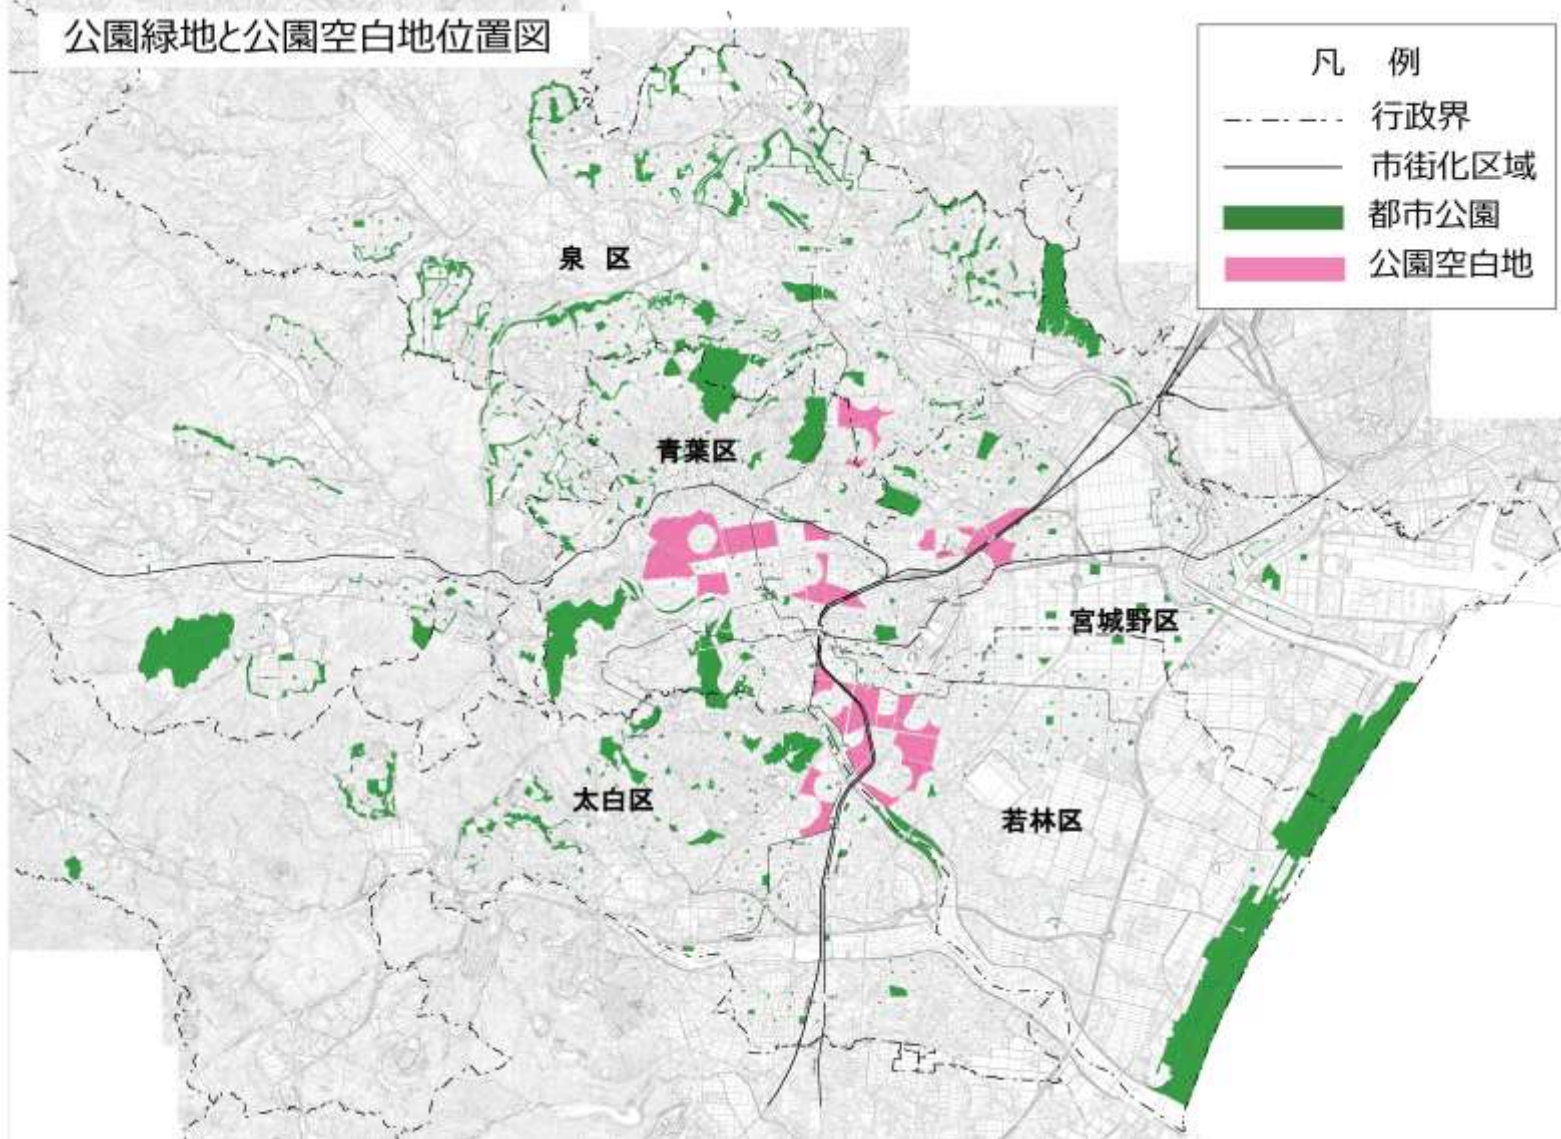 公園緑地と公園空白地位置図
凡 例
行政界
市街化区域
都市公園
公園空白地
泉 区
青葉区
宮城野区
太白区
若林区